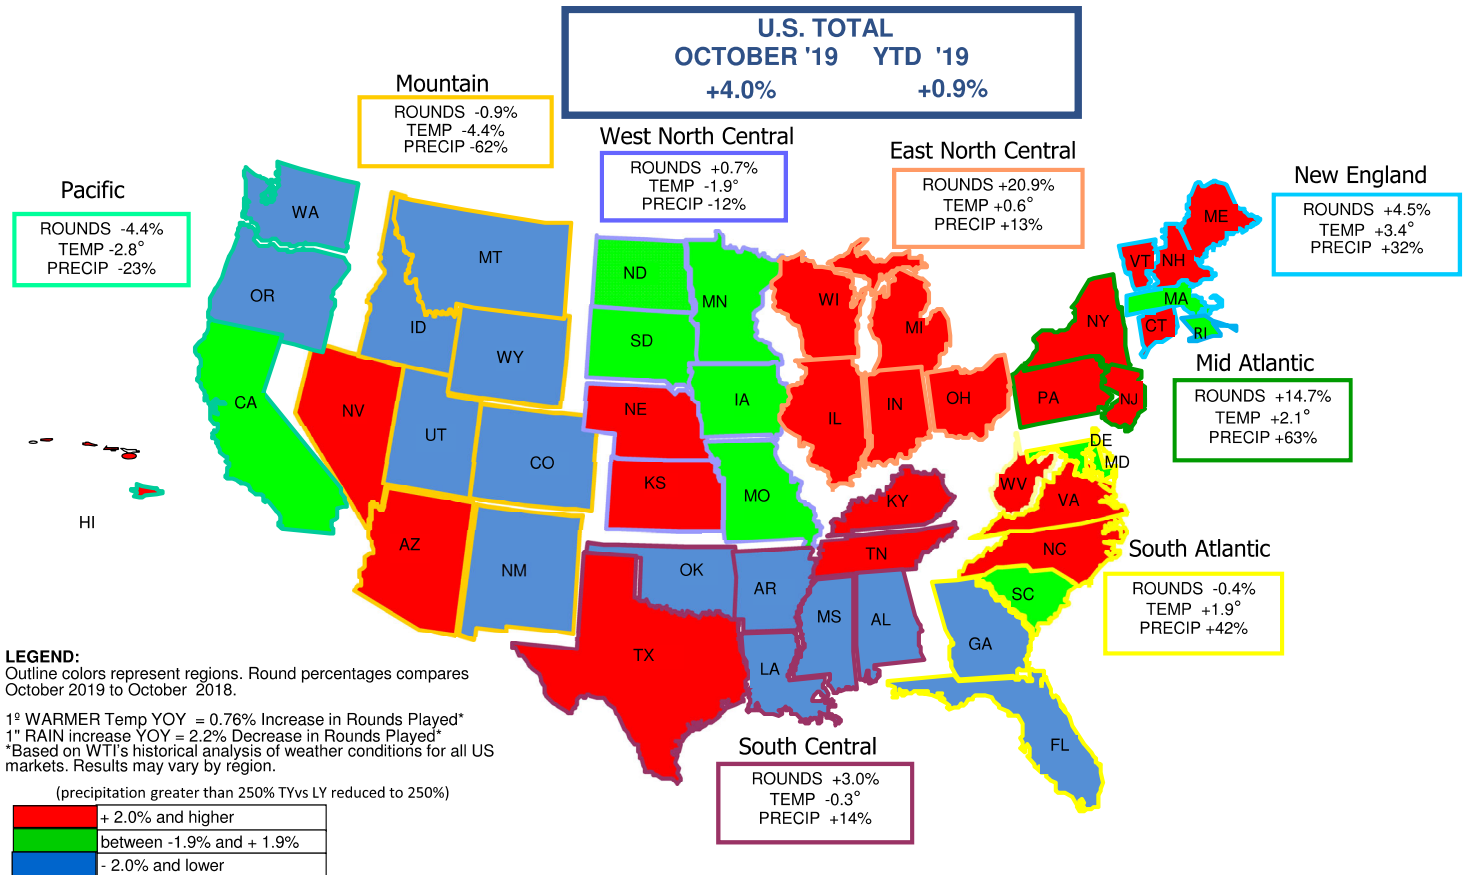 U.S. TOTAL
OCTOBER '19 YTD '19
+4.0% +0.9%
Mountain
ROUNDS -0.9%
TEMP -4.4%
PRECIP -62%
West North Central
ROUNDS +0.7%
TEMP -1.9°
PRECIP -12%
East North Central
ROUNDS +20.9%
TEMP +0.6°
PRECIP +13%
New England
ROUNDS +4.5%
TEMP +3.4°
PRECIP +32%
Pacific
ROUNDS -4.4%
TEMP -2.8°
PRECIP -23%
Mid Atlantic
ROUNDS +14.7%
TEMP +2.1°
PRECIP +63%
South Atlantic
ROUNDS -0.4%
TEMP +1.9°
PRECIP +42%
South Central
ROUNDS +3.0%
TEMP -0.3°
PRECIP +14%
WA
OR
CA
HI
MT
ID
WY
NV
UT
CO
AZ
NM
ND
SD
MN
NE
IA
KS
MO
WI
MI
IL
IN
OH
ME
VT
NH
MA
CT
RI
NY
PA
NJ
DE
MD
WV
VA
NC
SC
GA
FL
KY
TN
OK
AR
MS
AL
TX
LA
LEGEND:
Outline colors represent regions. Round percentages compares
October 2019 to October 2018.
1º WARMER Temp YOY = 0.76% Increase in Rounds Played*
1" RAIN increase YOY = 2.2% Decrease in Rounds Played*
*Based on WTI's historical analysis of weather conditions for all US
markets. Results may vary by region.
(precipitation greater than 250% TYvs LY reduced to 250%)
+ 2.0% and higher
between -1.9% and + 1.9%
- 2.0% and lower